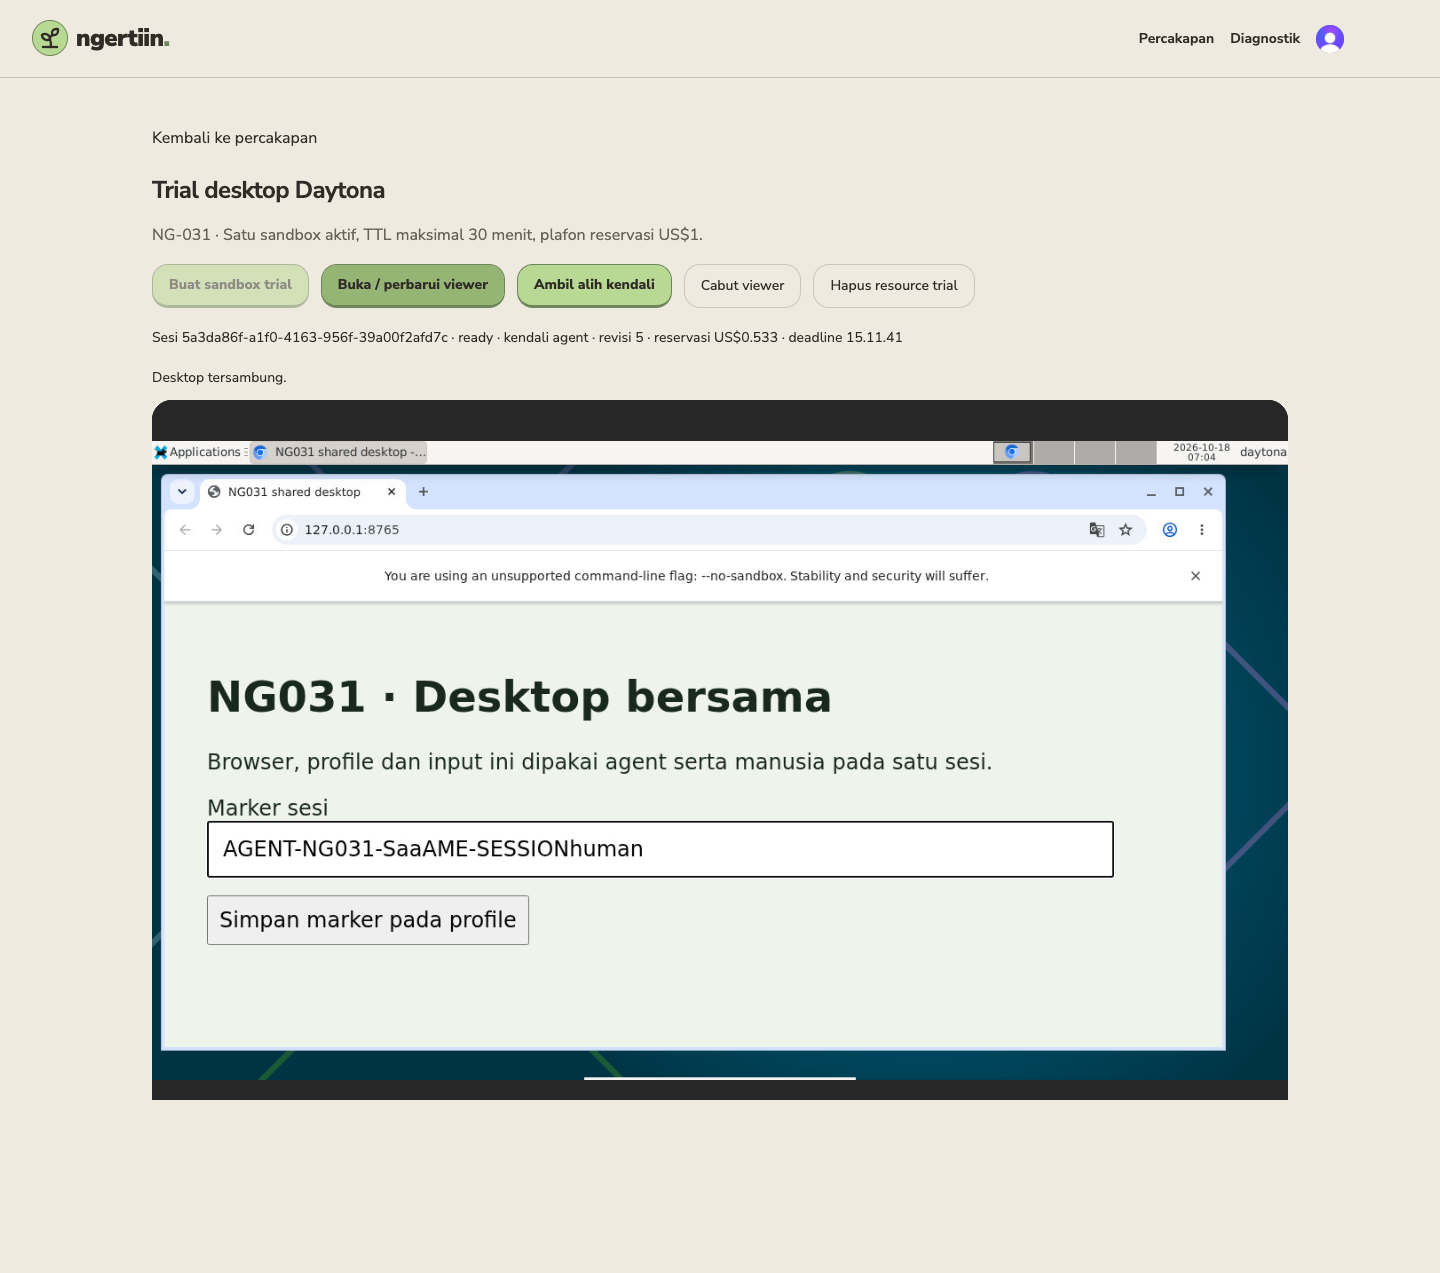 ngertiin.
Percakapan Diagnostik
Kembali ke percakapan
Trial desktop Daytona
NG-031 · Satu sandbox aktif, TTL maksimal 30 menit, plafon reservasi US$1.
Buat sandbox trial Buka / perbarui viewer Ambil alih kendali Cabut viewer Hapus resource trial
Sesi 5a3da86f-a1f0-4163-956f-39a00f2afd7c · ready · kendali agent · revisi 5 · reservasi US$0.533 · deadline 15.11.41
Desktop tersambung.
Applications NG031 shared desktop -... 2026-10-18
07:04 daytona
NG031 shared desktop
127.0.0.1:8765
You are using an unsupported command-line flag: --no-sandbox. Stability and security will suffer.
NG031 · Desktop bersama
Browser, profile dan input ini dipakai agent serta manusia pada satu sesi.
Marker sesi
AGENT-NG031-SaaAME-SESSIONhuman
Simpan marker pada profile